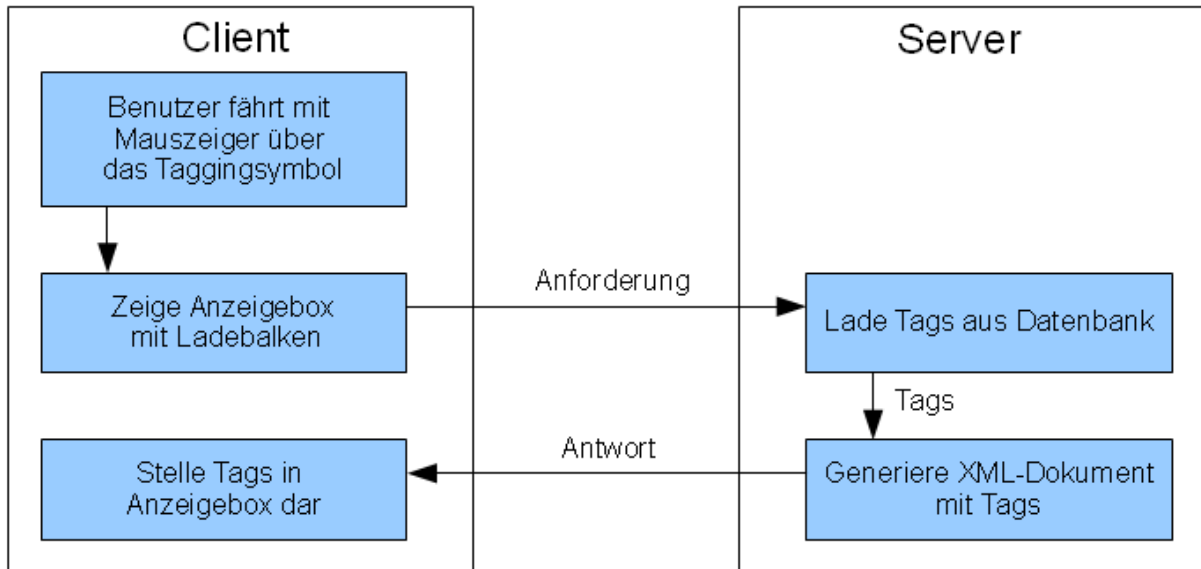 Client
Benutzer fährt mit
Mauszeiger über
das Taggingsymbol
Zeige Anzeigebox
mit Ladebalken
Anforderung
Server
Lade Tags aus Datenbank
Tags
Generiere XML-Dokument
mit Tags
Antwort
Stelle Tags in
Anzeigebox dar